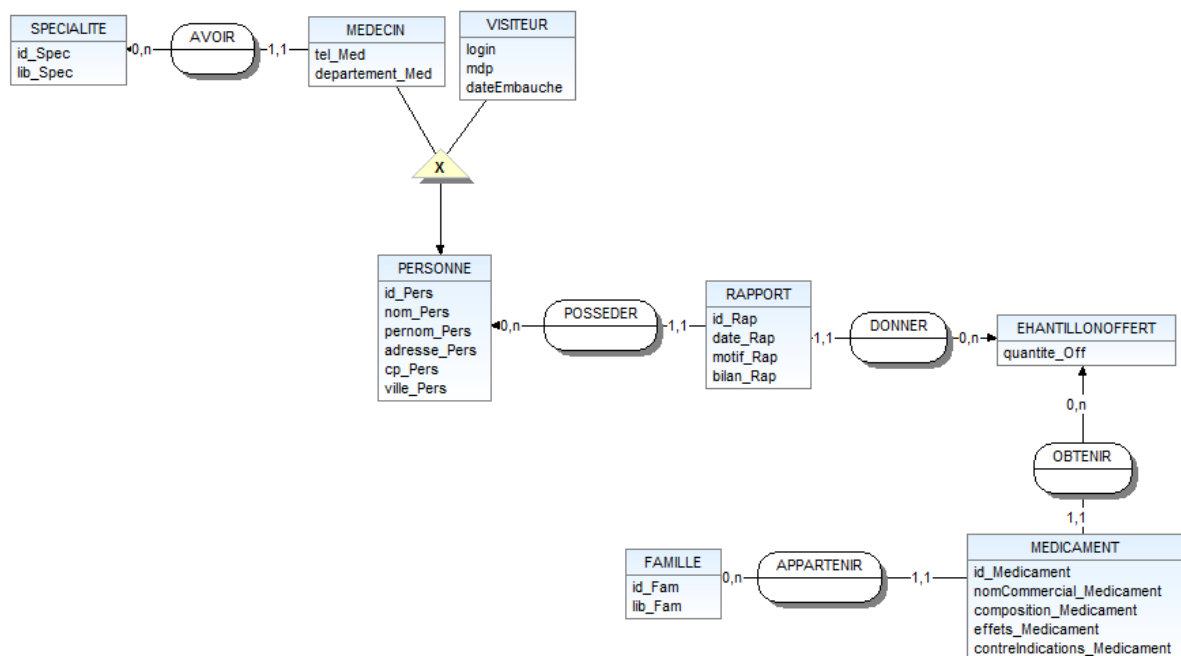 SPECIALITE
id_Spec
lib_Spec
0,n
AVOIR
1,1
MEDECIN
tel_Med
departement_Med
VISITEUR
login
mdp
dateEmbauche
X
PERSONNE
id_Pers
nom_Pers
pernom_Pers
adresse_Pers
cp_Pers
ville_Pers
0,n
POSSEDER
1,1
RAPPORT
id_Rap
date_Rap
motif_Rap
bilan_Rap
1,1
DONNER
0,n
EHANTILLONOFFERT
quantite_Off
0,n
OBTENIR
1,1
FAMILLE
id_Fam
lib_Fam
0,n
APPARTENIR
1,1
MEDICAMENT
id_Medicament
nomCommercial_Medicament
composition_Medicament
effets_Medicament
contreIndications_Medicament